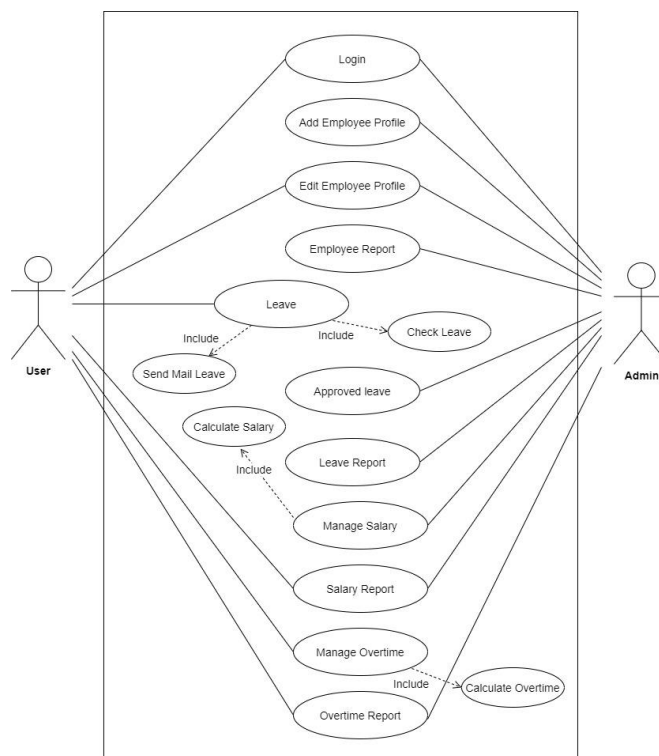 Login
Add Employee Profile
Edit Employee Profile
Employee Report
Leave
Include
Include
Check Leave
Send Mail Leave
User
Admin
Approved leave
Calculate Salary
Leave Report
Include
Manage Salary
Salary Report
Manage Overtime
Include
Calculate Overtime
Overtime Report